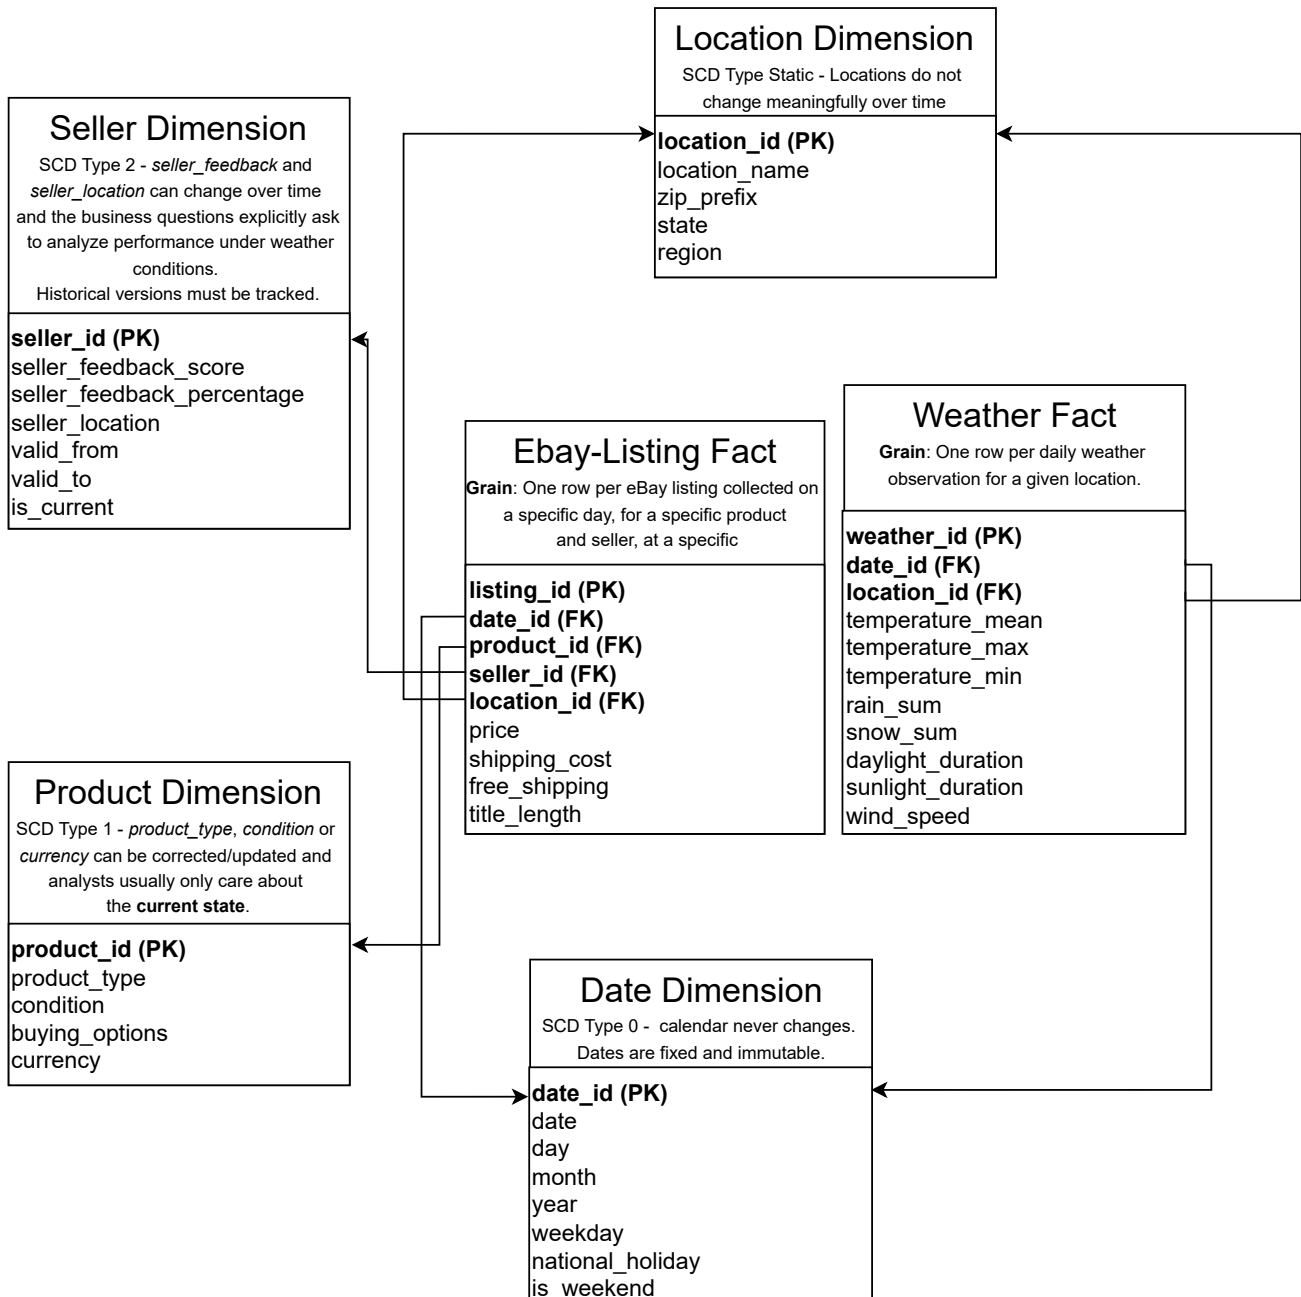 Location Dimension
SCD Type Static - Locations do not
change meaningfully over time
location_id (PK)
location_name
zip_prefix
state
region
Seller Dimension
SCD Type 2 - seller_feedback and
seller_location can change over time
and the business questions explicitly ask
to analyze performance under weather
conditions.
Historical versions must be tracked.
seller_id (PK)
seller_feedback_score
seller_feedback_percentage
seller_location
valid_from
valid_to
is_current
Ebay-Listing Fact
Grain: One row per eBay listing collected on
a specific day, for a specific product
and seller, at a specific
listing_id (PK)
date_id (FK)
product_id (FK)
seller_id (FK)
location_id (FK)
price
shipping_cost
free_shipping
title_length
Weather Fact
Grain: One row per daily weather
observation for a given location.
weather_id (PK)
date_id (FK)
location_id (FK)
temperature_mean
temperature_max
temperature_min
rain_sum
snow_sum
daylight_duration
sunlight_duration
wind_speed
Product Dimension
SCD Type 1 - product_type, condition or
currency can be corrected/updated and
analysts usually only care about
the current state.
product_id (PK)
product_type
condition
buying_options
currency
Date Dimension
SCD Type 0 - calendar never changes.
Dates are fixed and immutable.
date_id (PK)
date
day
month
year
weekday
national_holiday
is_weekend